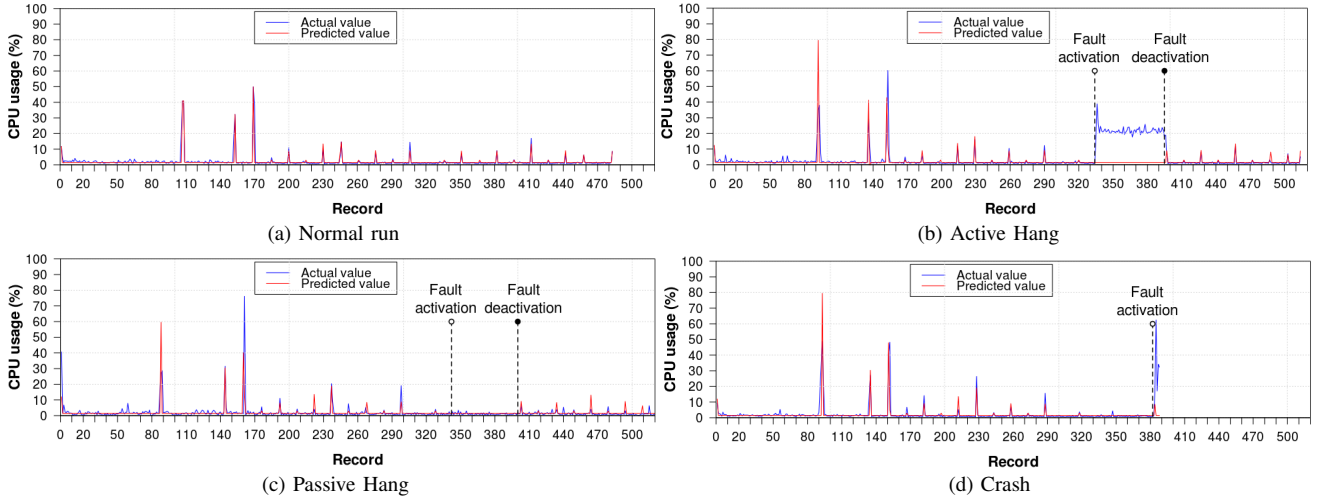 CPU usage (%)
100
90
80
70
60
50
40
30
20
10
0
Actual value
Predicted value
0 20 50 80 110 140 170 200 230 260 290 320 350 380 410 440 470 500
Record
(a) Normal run
CPU usage (%)
100
90
80
70
60
50
40
30
20
10
0
Actual value
Predicted value
Fault
activation
Fault
deactivation
0 20 50 80 110 140 170 200 230 260 290 320 350 380 410 440 470 500
Record
(b) Active Hang
CPU usage (%)
100
90
80
70
60
50
40
30
20
10
0
Actual value
Predicted value
Fault
activation
Fault
deactivation
0 20 50 80 110 140 170 200 230 260 290 320 350 380 410 440 470 500
Record
(c) Passive Hang
CPU usage (%)
100
90
80
70
60
50
40
30
20
10
0
Actual value
Predicted value
Fault
activation
0 20 50 80 110 140 170 200 230 260 290 320 350 380 410 440 470 500
Record
(d) Crash